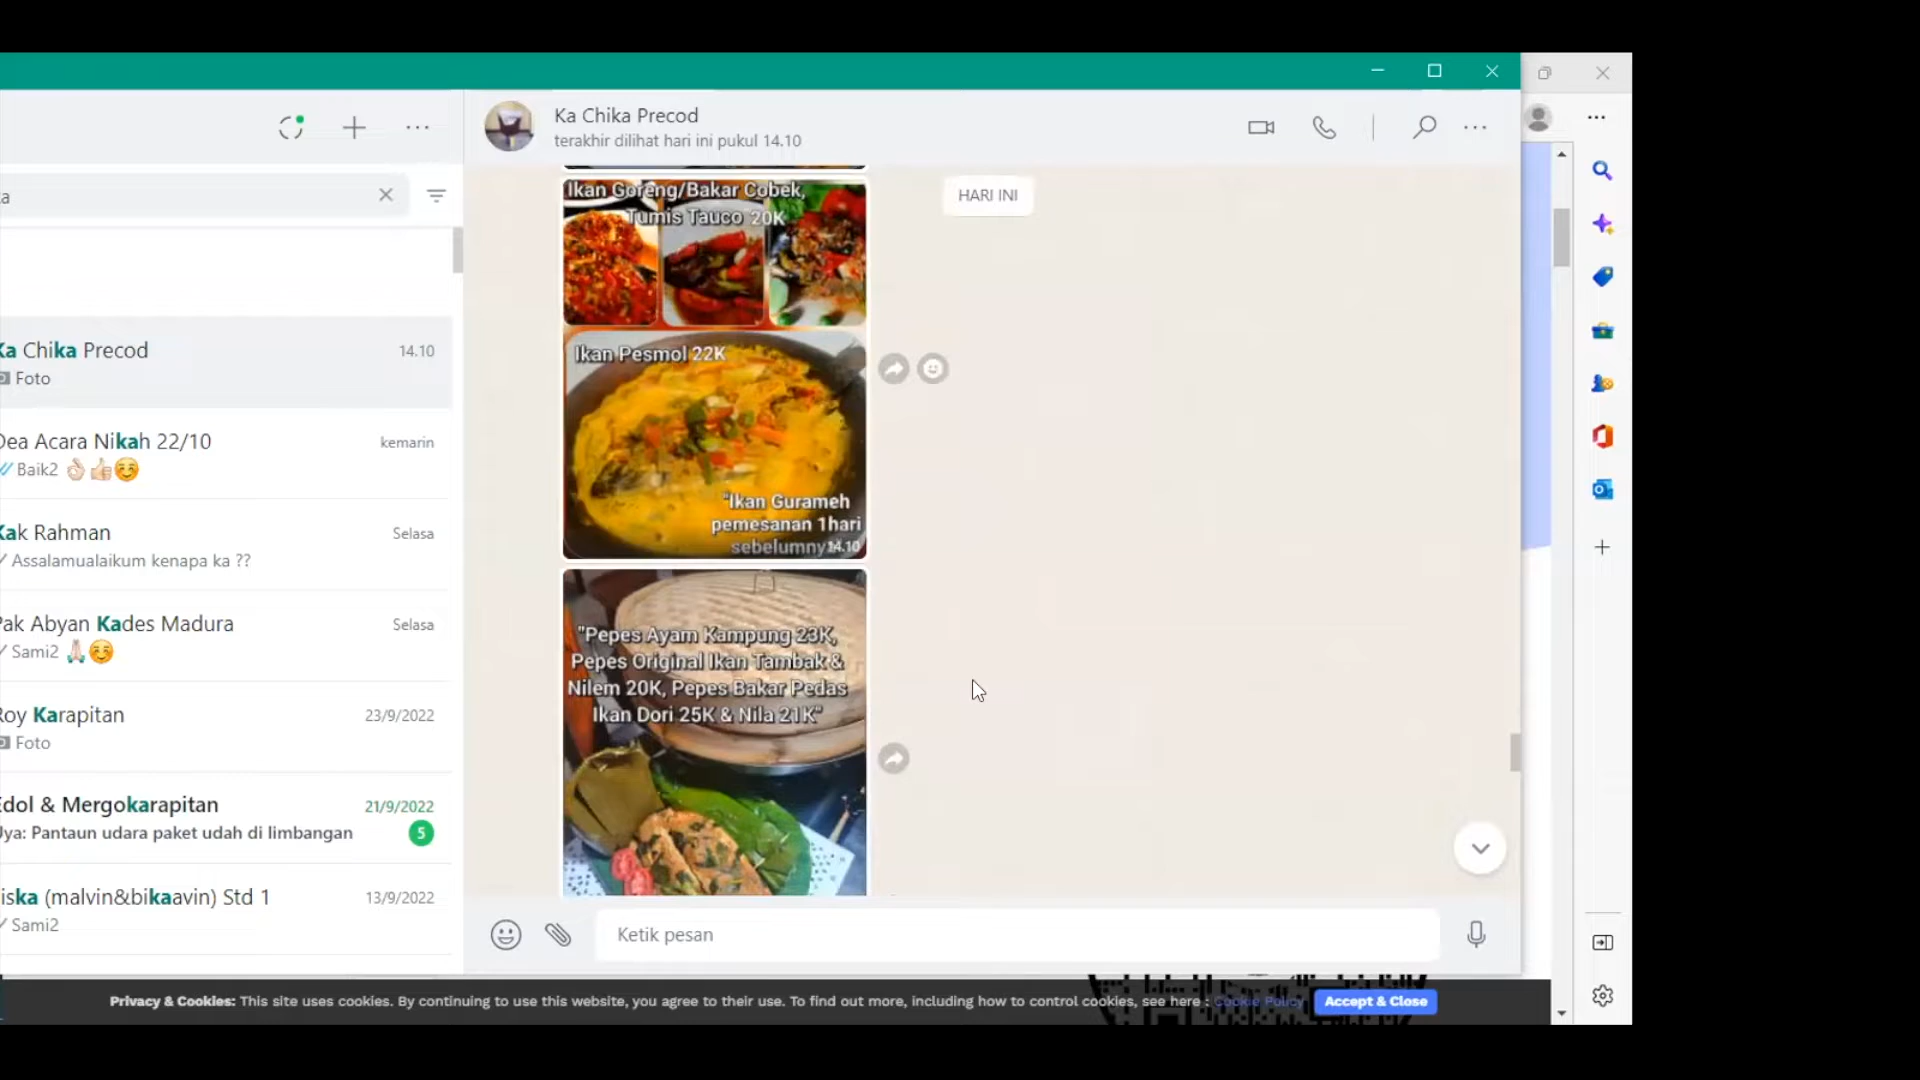 Ka Chika Precod
terakhir dilihat hari ini pukul 14.10
a
HARI INI
Ka Chika Precod
14.10
Foto
Dea Acara Nikah 22/10
kemarin
Baik2 👌🏻👍🏻☺️
Kak Rahman
Selasa
Assalamualaikum kenapa ka ??
Pak Abyan Kades Madura
Selasa
Sami2 🙏🏻☺️
Roy Karapitan
23/9/2022
Foto
Edol & Mergokarapitan
21/9/2022
Uya: Pantaun udara paket udah di limbangan
5
iska (malvin&bikaavin) Std 1
13/9/2022
Sami2
Ikan Goreng/Bakar Cobek,
Tumis Tauco 20K
Ikan Pesmol 22K
"Ikan Gurameh
pemesanan 1hari
sebelumny
14.10
"Pepes Ayam Kampung 23K,
Pepes Original Ikan Tambak &
Nilem 20K, Pepes Bakar Pedas
Ikan Dori 25K & Nila 21K"
Ketik pesan
Privacy & Cookies: This site uses cookies. By continuing to use this website, you agree to their use. To find out more, including how to control cookies, see here : Cookie Policy
Accept & Close